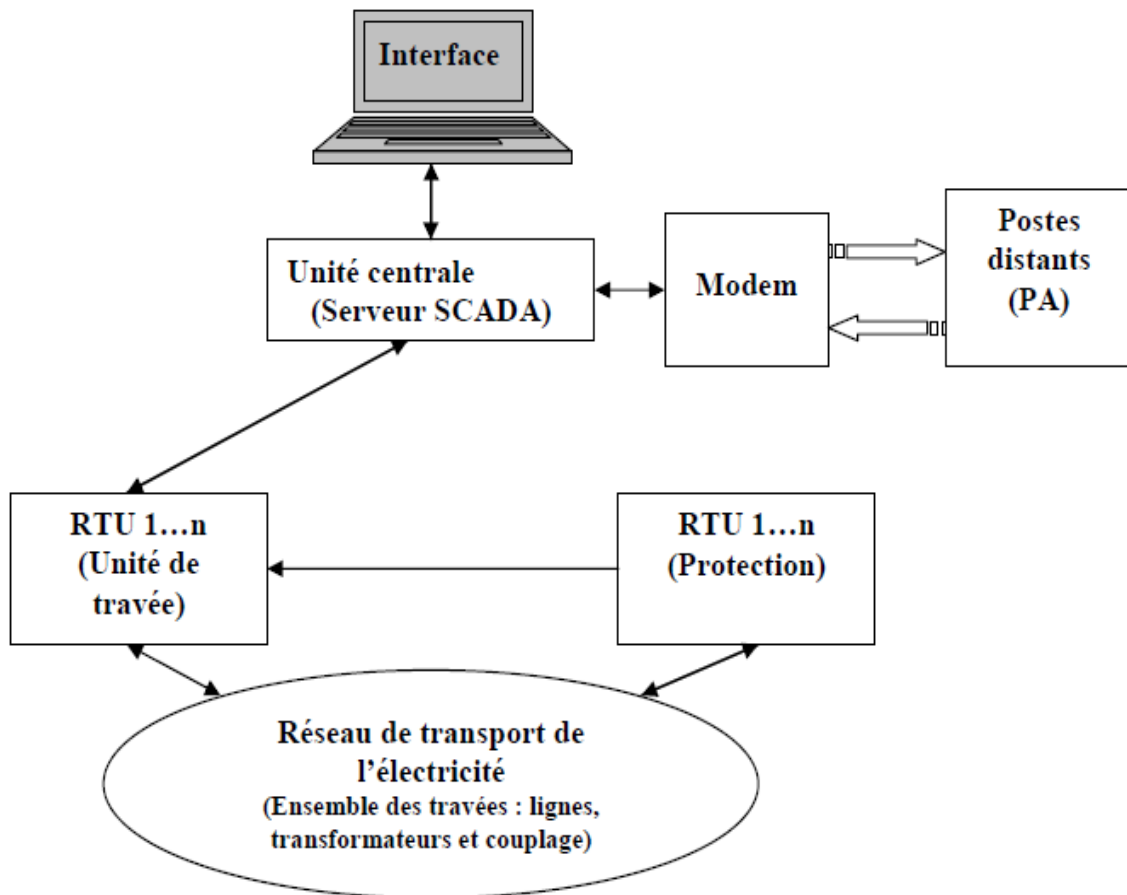 Interface
Unité centrale
(Serveur SCADA)
Modem
Postes
distants
(PA)
RTU 1…n
(Unité de
travée)
RTU 1…n
(Protection)
Réseau de transport de
l’électricité
(Ensemble des travées : lignes,
transformateurs et couplage)